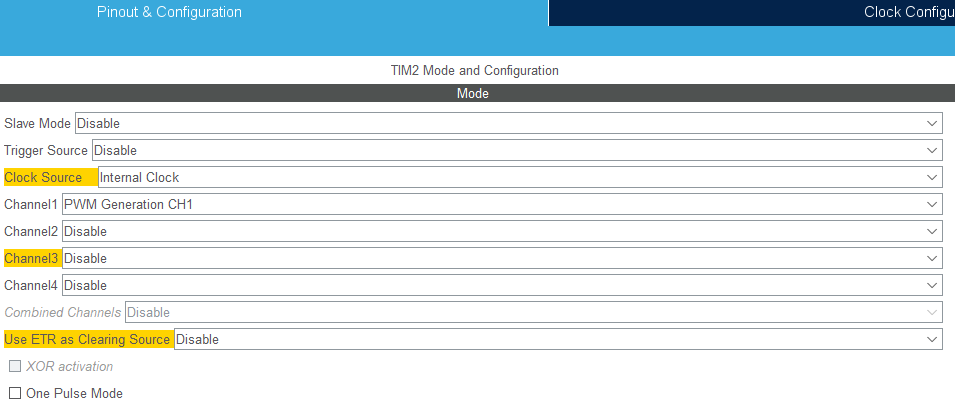 Pinout & Configuration
Clock Configu
TIM2 Mode and Configuration
Mode
Slave Mode Disable
Trigger Source Disable
Clock Source Internal Clock
Channel1 PWM Generation CH1
Channel2 Disable
Channel3 Disable
Channel4 Disable
Combined Channels Disable
Use ETR as Clearing Source Disable
XOR activation
One Pulse Mode